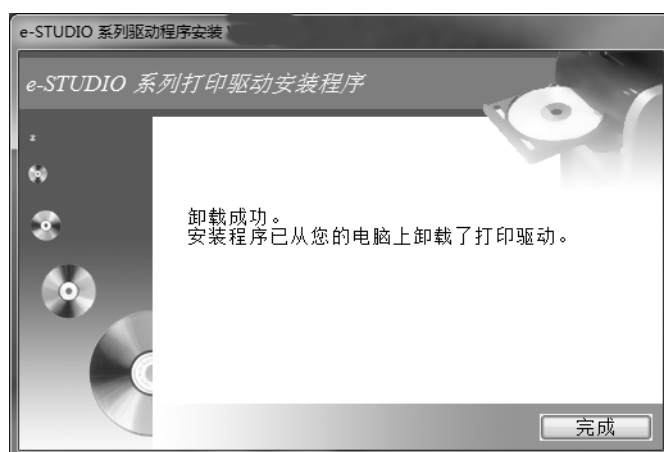 e-STUDIO 系列驱动程序安装
e-STUDIO 系列打印驱动安装程序
卸载成功。
安装程序已从您的电脑上卸载了打印驱动。
完成